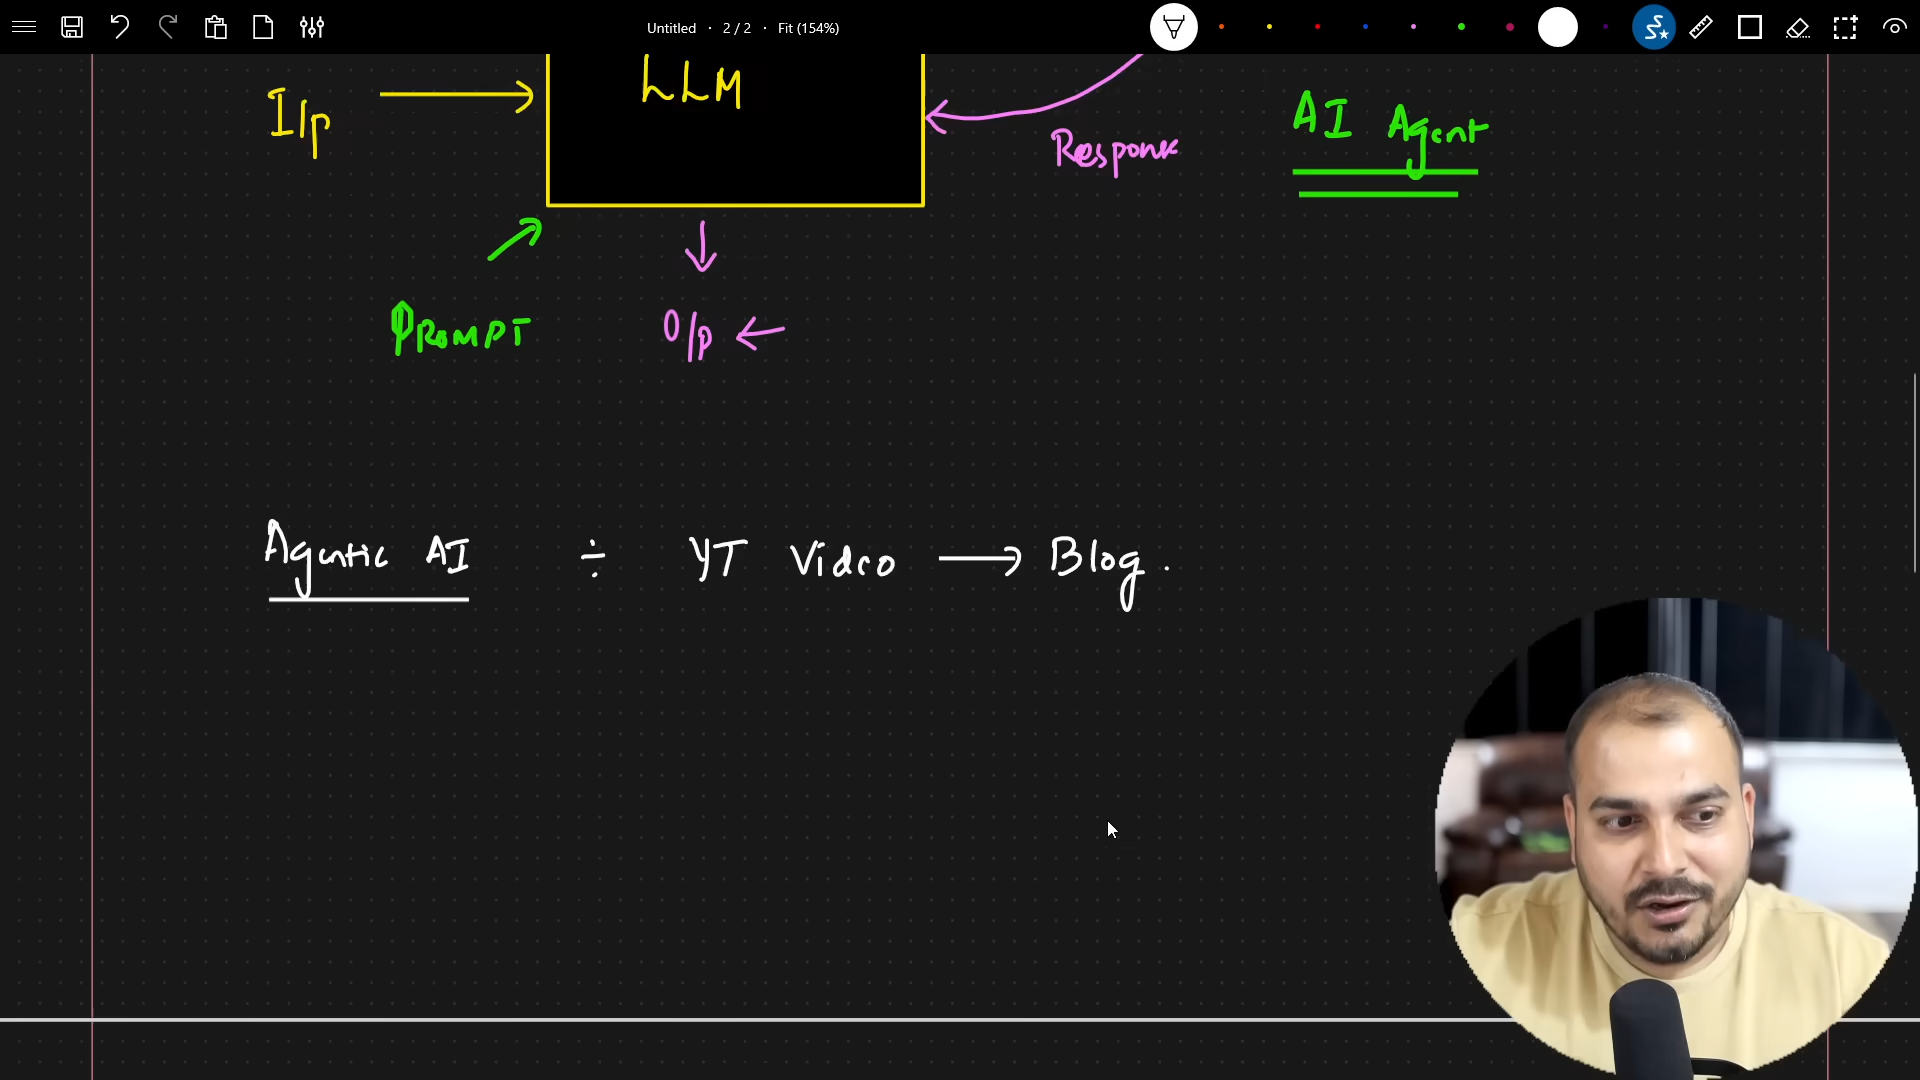 Untitled · 2 / 2 · Fit (154%)
LLM
I/p
AI Agent
Response
PROMPT
O/p
Agentic AI ÷ YT Video → Blog.